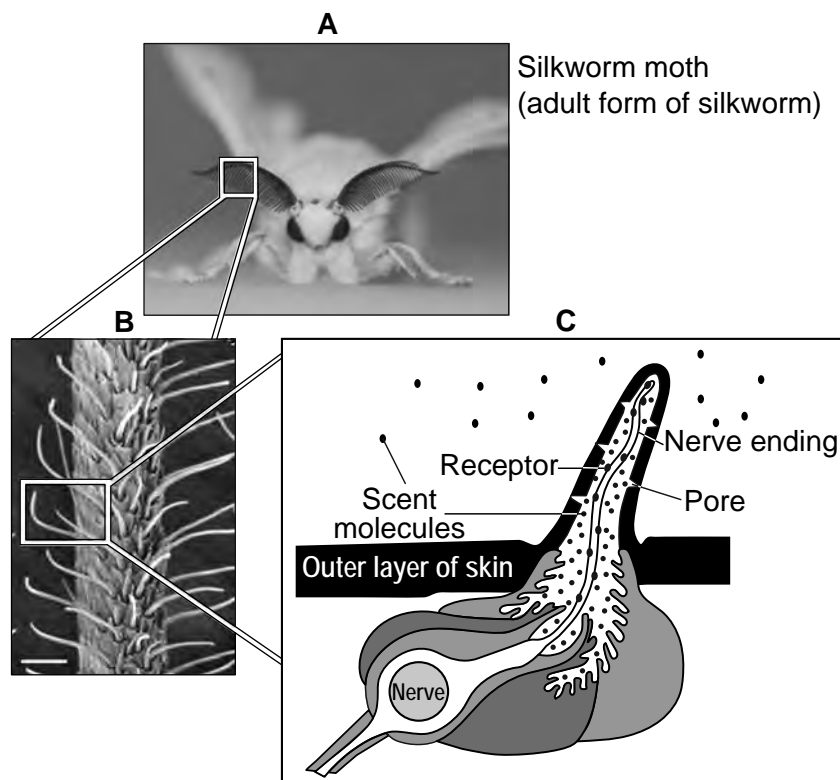 A
Silkworm moth
(adult form of silkworm)
B
C
Nerve ending
Receptor
Scent
molecules
Pore
Outer layer of skin
Nerve